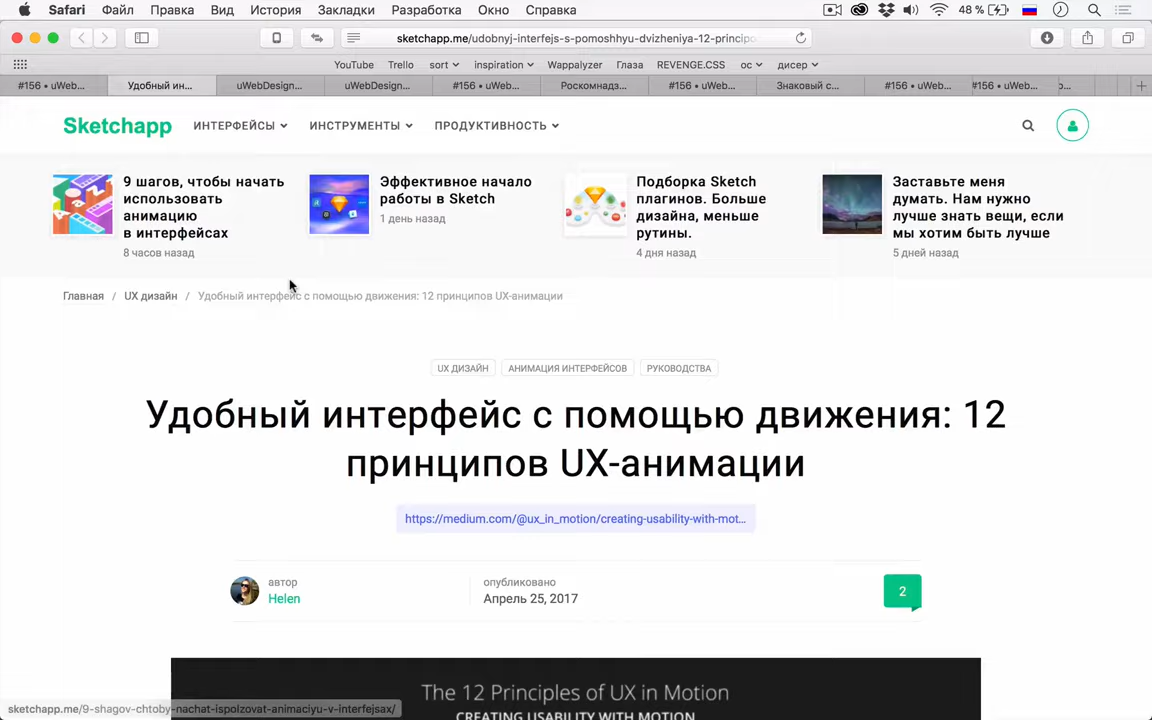 Safari Файл Правка Вид История Закладки Разработка Окно Справка 48 %
sketchapp.me/udobnyj-interfejs-s-pomoshhyu-dvizheniya-12-princípo
YouTube Trello sort inspiration Wappalyzer Глаза REVENGE.CSS ос дисер
#156 • uWeb... Удобный ин... uWebDesign... uWebDesign... #156 • uWeb... Роскомнадз... #156 • uWeb... Знаковый с... #156 • uWeb... #156 • uWeb...
Sketchapp ИНТЕРФЕЙСЫ ИНСТРУМЕНТЫ ПРОДУКТИВНОСТЬ
9 шагов, чтобы начать
использовать
анимацию
в интерфейсах
8 часов назад
Эффективное начало
работы в Sketch
1 день назад
Подборка Sketch
плагинов. Больше
дизайна, меньше
рутины.
4 дня назад
Заставьте меня
думать. Нам нужно
лучше знать вещи, если
мы хотим быть лучше
5 дней назад
Главная / UX дизайн / Удобный интерфейс с помощью движения: 12 принципов UX-анимации
UX ДИЗАЙН АНИМАЦИЯ ИНТЕРФЕЙСОВ РУКОВОДСТВА
Удобный интерфейс с помощью движения: 12
принципов UX-анимации
https://medium.com/@ux_in_motion/creating-usability-with-mot...
автор
Helen
опубликовано
Апрель 25, 2017
2
The 12 Principles of UX in Motion
CREATING USABILITY WITH MOTION
sketchapp.me/9-shagov-chtoby-nachat-ispolzovat-animaciyu-v-interfejsax/